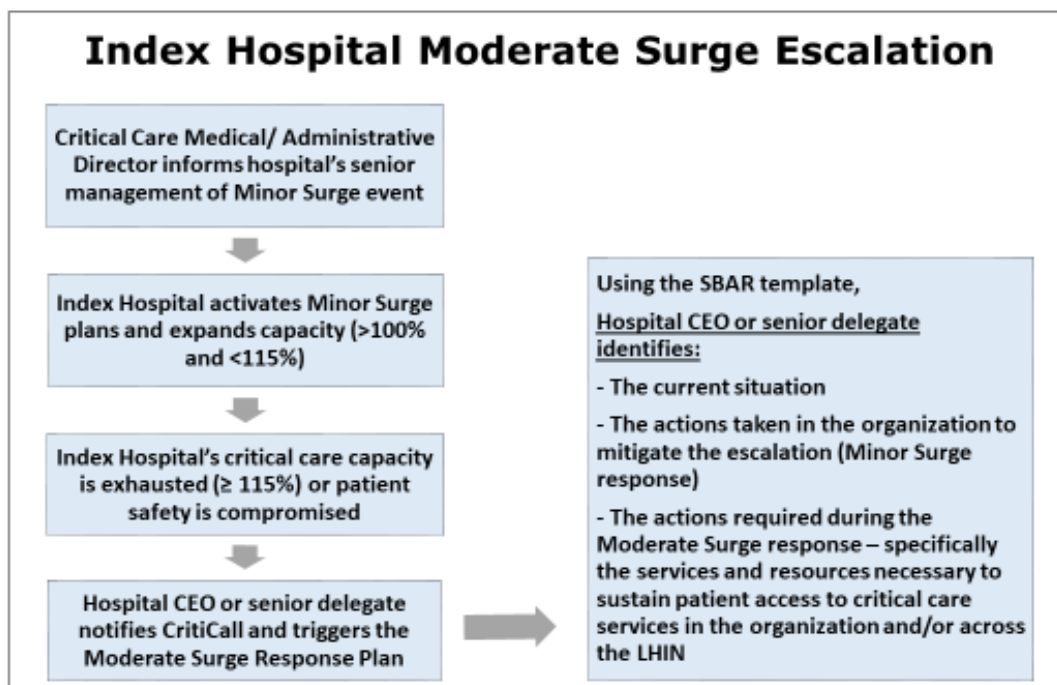 Index Hospital Moderate Surge Escalation
Critical Care Medical/ Administrative
Director informs hospital's senior
management of Minor Surge event
Index Hospital activates Minor Surge
plans and expands capacity (>100%
and <115%)
Index Hospital's critical care capacity
is exhausted (≥ 115%) or patient
safety is compromised
Hospital CEO or senior delegate
notifies CritiCall and triggers the
Moderate Surge Response Plan
Using the SBAR template,
Hospital CEO or senior delegate
identifies:
- The current situation
- The actions taken in the organization to
mitigate the escalation (Minor Surge
response)
- The actions required during the
Moderate Surge response – specifically
the services and resources necessary to
sustain patient access to critical care
services in the organization and/or across
the LHIN